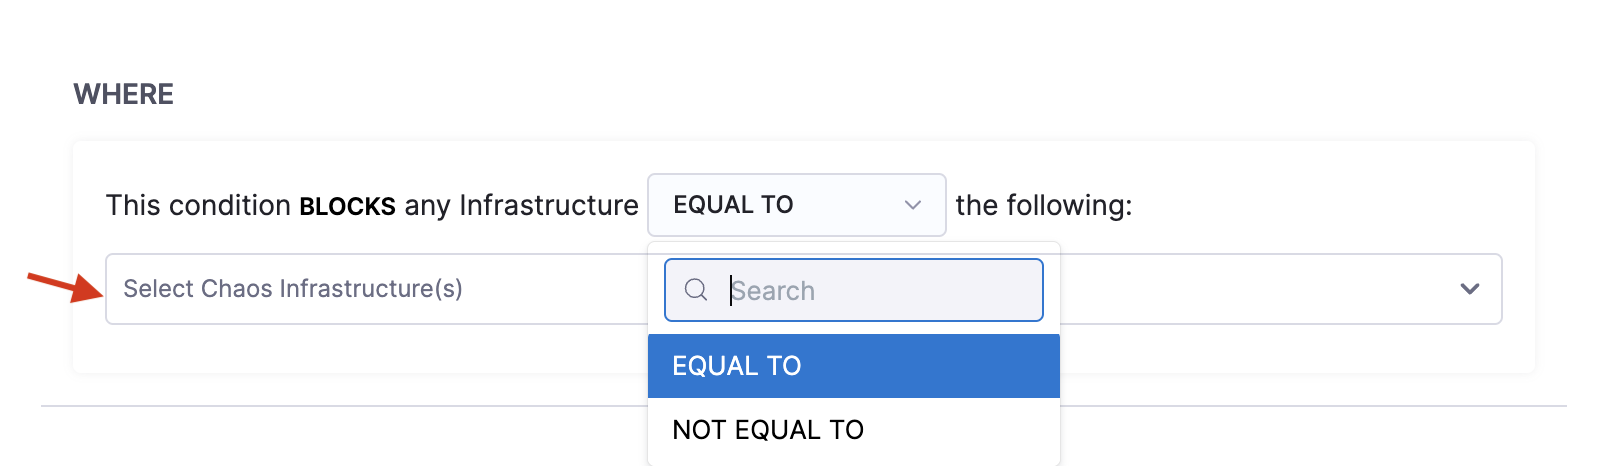 WHERE
This condition BLOCKS any Infrastructure EQUAL TO the following:
Select Chaos Infrastructure(s)
Search
EQUAL TO
NOT EQUAL TO